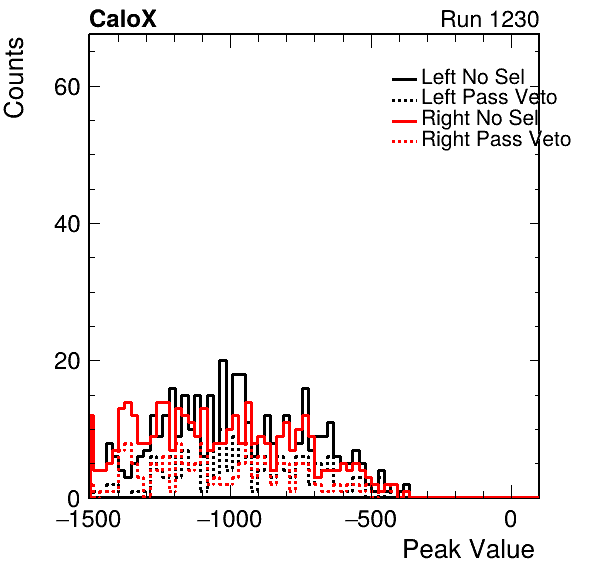 CaloX Run 1230
Counts
60
40
20
0
Left No Sel
Left Pass Veto
Right No Sel
Right Pass Veto
−1500 −1000 −500 0
Peak Value